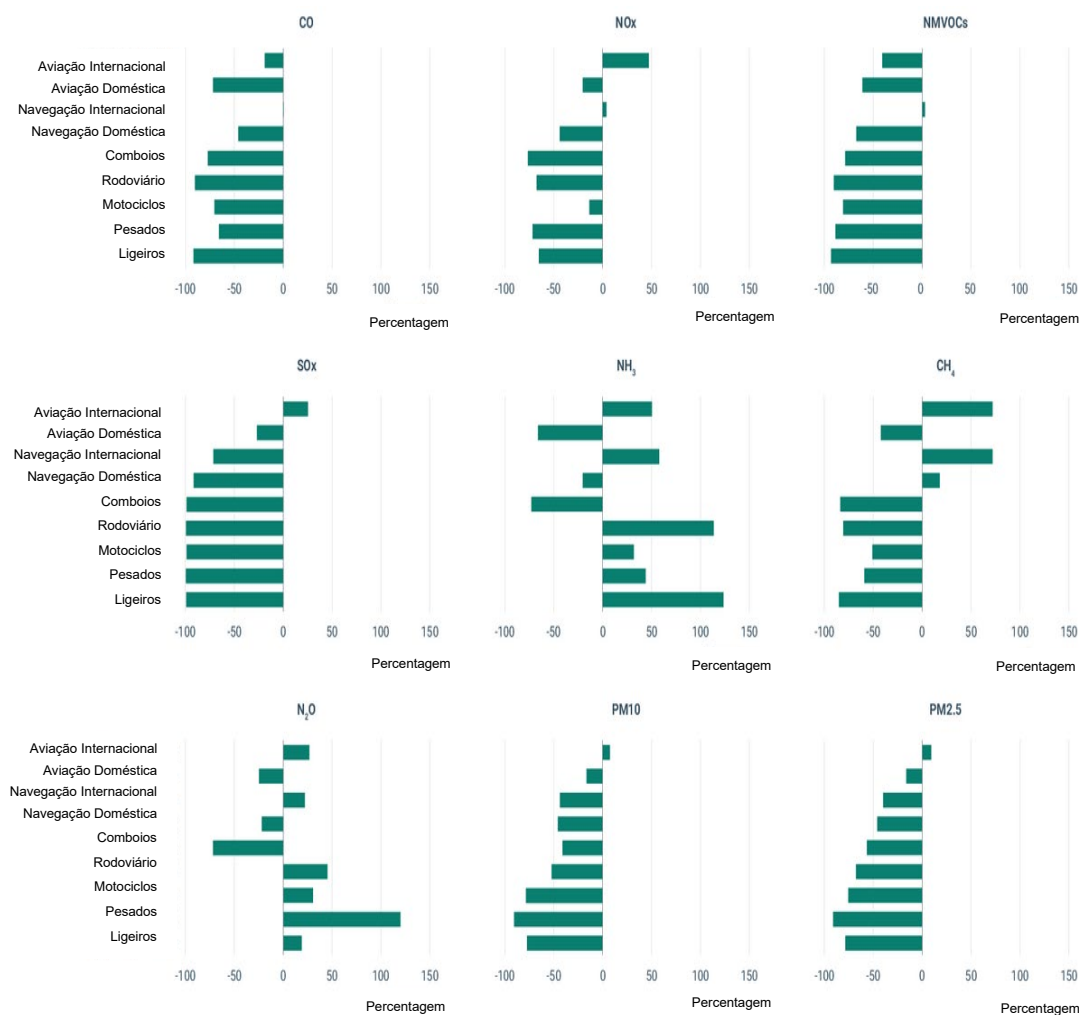 CO NOx NMVOCs
Aviação Internacional
Aviação Doméstica
Navegação Internacional
Navegação Doméstica
Comboios
Rodoviário
Motociclos
Pesados
Ligeiros
-100 -50 0 50 100 150 -100 -50 0 50 100 150 -100 -50 0 50 100 150
Percentagem Percentagem Percentagem
SOx NH3 CH4
Aviação Internacional
Aviação Doméstica
Navegação Internacional
Navegação Doméstica
Comboios
Rodoviário
Motociclos
Pesados
Ligeiros
-100 -50 0 50 100 150 -100 -50 0 50 100 150 -100 -50 0 50 100 150
Percentagem Percentagem Percentagem
N2O PM10 PM2.5
Aviação Internacional
Aviação Doméstica
Navegação Internacional
Navegação Doméstica
Comboios
Rodoviário
Motociclos
Pesados
Ligeiros
-100 -50 0 50 100 150 -100 -50 0 50 100 150 -100 -50 0 50 100 150
Percentagem Percentagem Percentagem